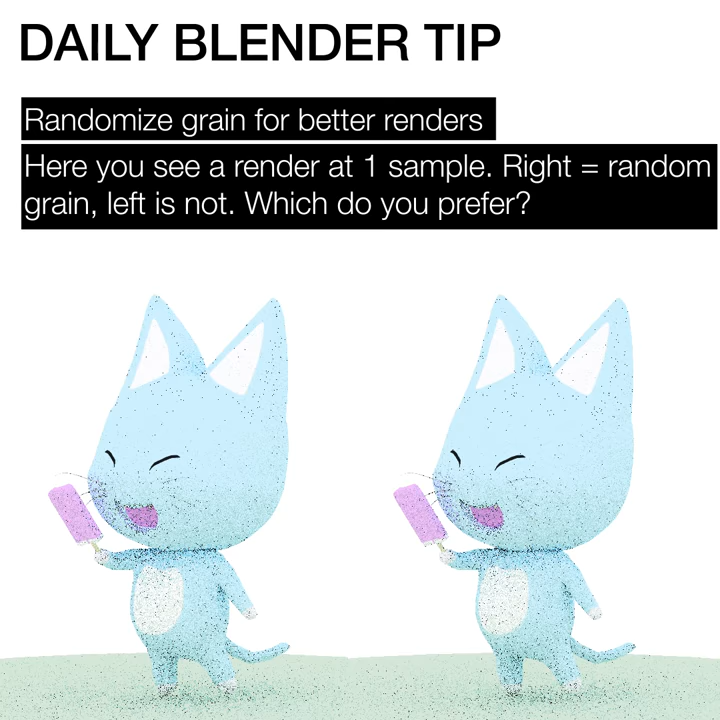 DAILY BLENDER TIP
Randomize grain for better renders
Here you see a render at 1 sample. Right = random
grain, left is not. Which do you prefer?